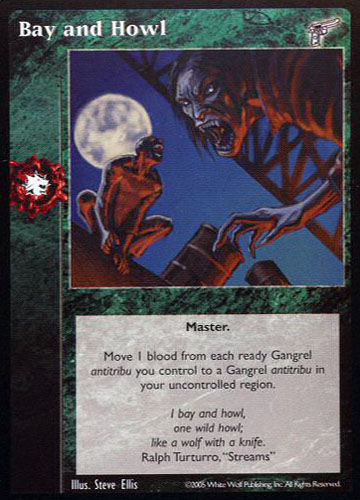 Bay and Howl
Master.
Move 1 blood from each ready Gangrel
antitribu you control to a Gangrel antitribu in
your uncontrolled region.
I bay and howl,
one wild howl;
like a wolf with a knife.
Ralph Turturro, "Streams"
Illus. Steve Ellis
©2005 White Wolf Publishing, Inc. All Rights Reserved.